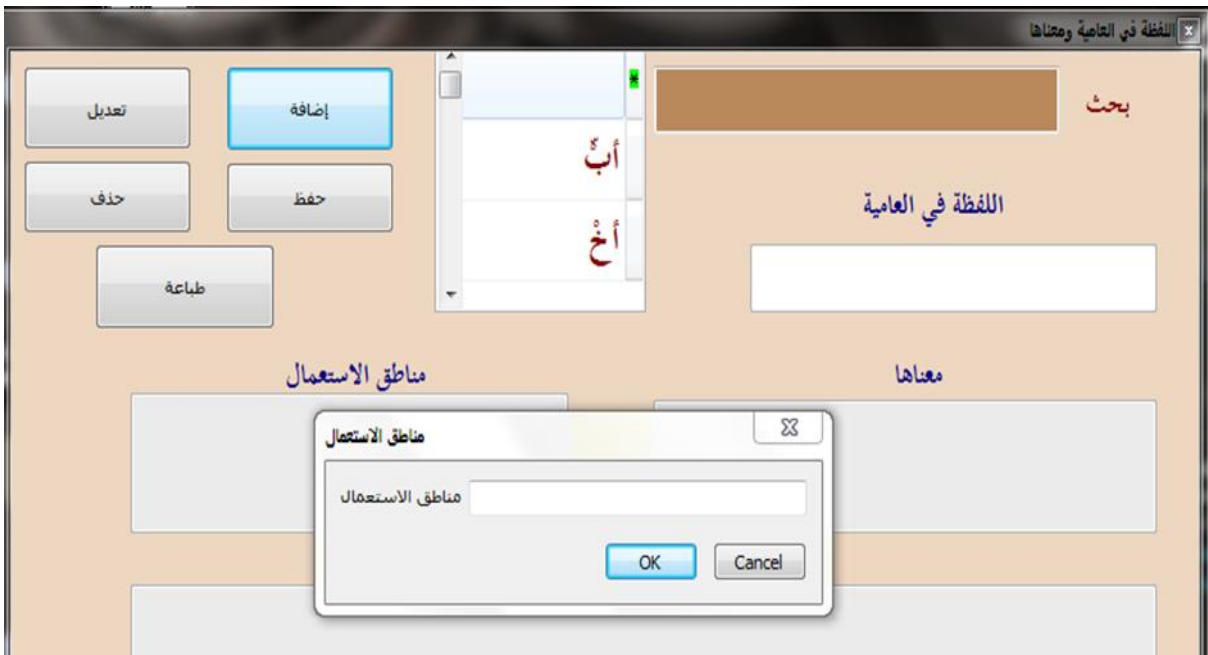 اللفظة في العامية ومعناها
بحث
*
إضافة
تعديل
أبٌّ
حفظ
حذف
اللفظة في العامية
أخْ
طباعة
معناها
مناطق الاستعمال
مناطق الاستعمال
مناطق الاستعمال
OK
Cancel